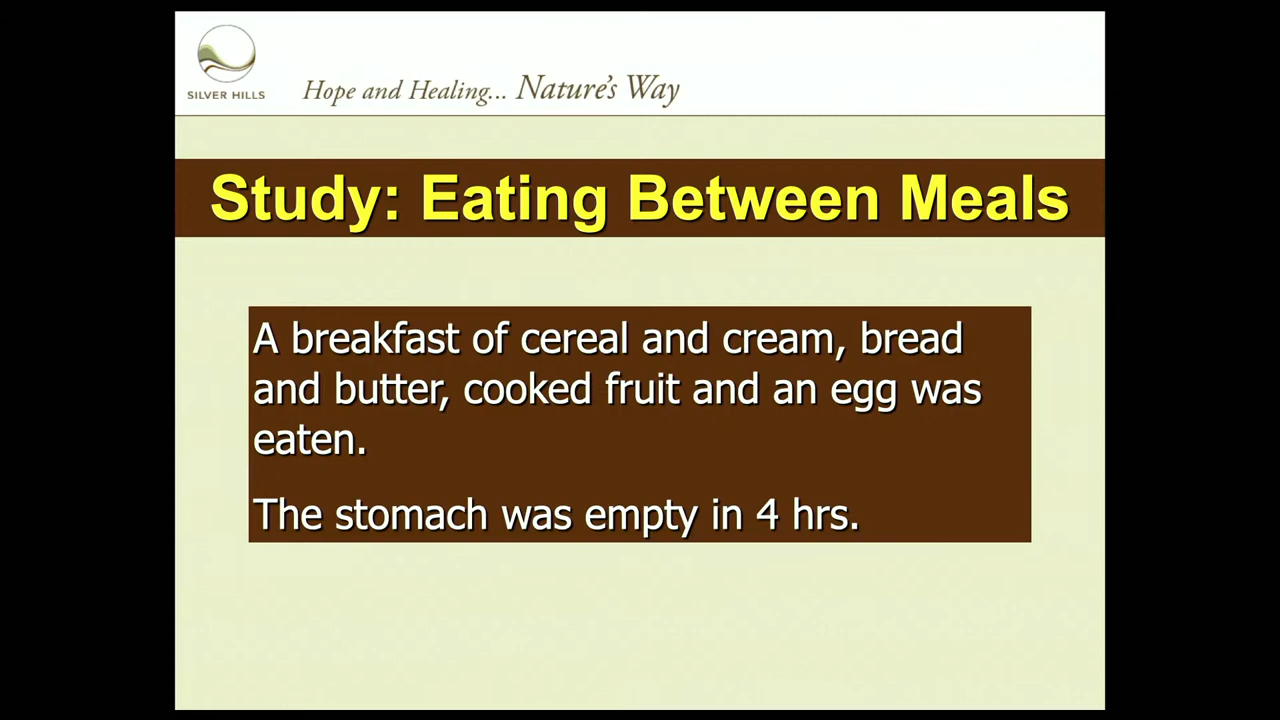 SILVER HILLS
Hope and Healing... Nature's Way
Study: Eating Between Meals
A breakfast of cereal and cream, bread
and butter, cooked fruit and an egg was
eaten.
The stomach was empty in 4 hrs.